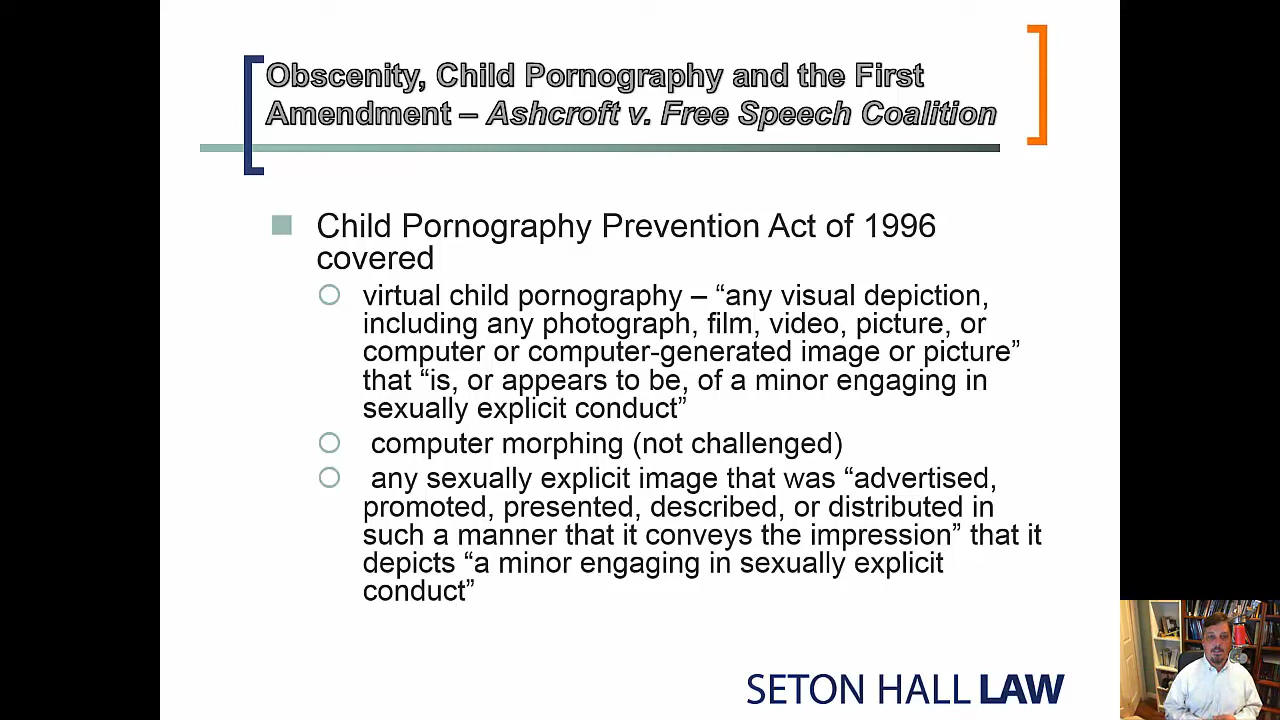 Obscenity, Child Pornography and the First
Amendment – Ashcroft v. Free Speech Coalition
Child Pornography Prevention Act of 1996
covered
virtual child pornography – “any visual depiction,
including any photograph, film, video, picture, or
computer or computer-generated image or picture”
that “is, or appears to be, of a minor engaging in
sexually explicit conduct”
computer morphing (not challenged)
any sexually explicit image that was “advertised,
promoted, presented, described, or distributed in
such a manner that it conveys the impression” that it
depicts “a minor engaging in sexually explicit
conduct”
SETON HALL LAW